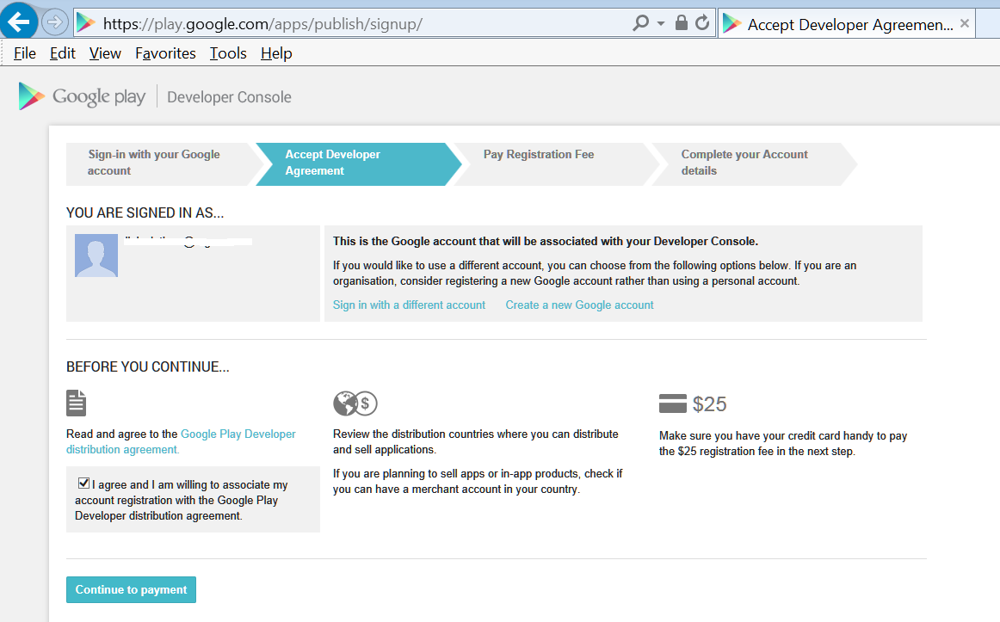 https://play.google.com/apps/publish/signup/
Accept Developer Agreemen...
File Edit View Favorites Tools Help
Google play Developer Console
Sign-in with your Google
account
Accept Developer
Agreement
Pay Registration Fee
Complete your Account
details
YOU ARE SIGNED IN AS...
This is the Google account that will be associated with your Developer Console.
If you would like to use a different account, you can choose from the following options below. If you are an
organisation, consider registering a new Google account rather than using a personal account.
Sign in with a different account Create a new Google account
BEFORE YOU CONTINUE...
Read and agree to the Google Play Developer
distribution agreement.
I agree and I am willing to associate my
account registration with the Google Play
Developer distribution agreement.
$
Review the distribution countries where you can distribute
and sell applications.
If you are planning to sell apps or in-app products, check if
you can have a merchant account in your country.
$25
Make sure you have your credit card handy to pay
the $25 registration fee in the next step.
Continue to payment